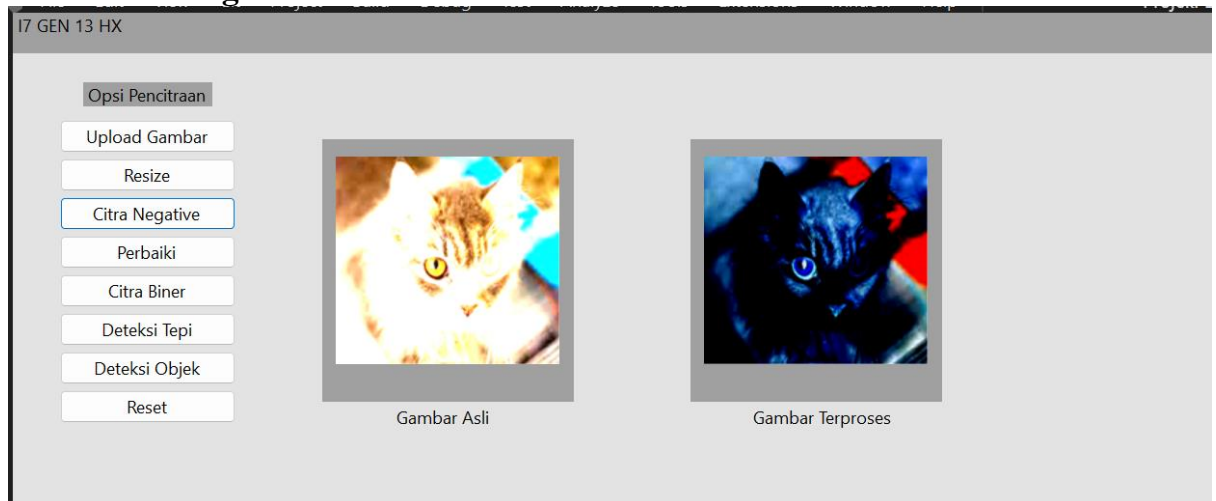 I7 GEN 13 HX
Opsi Pencitraan
Upload Gambar
Resize
Citra Negative
Perbaiki
Citra Biner
Deteksi Tepi
Deteksi Objek
Reset
Gambar Asli
Gambar Terproses